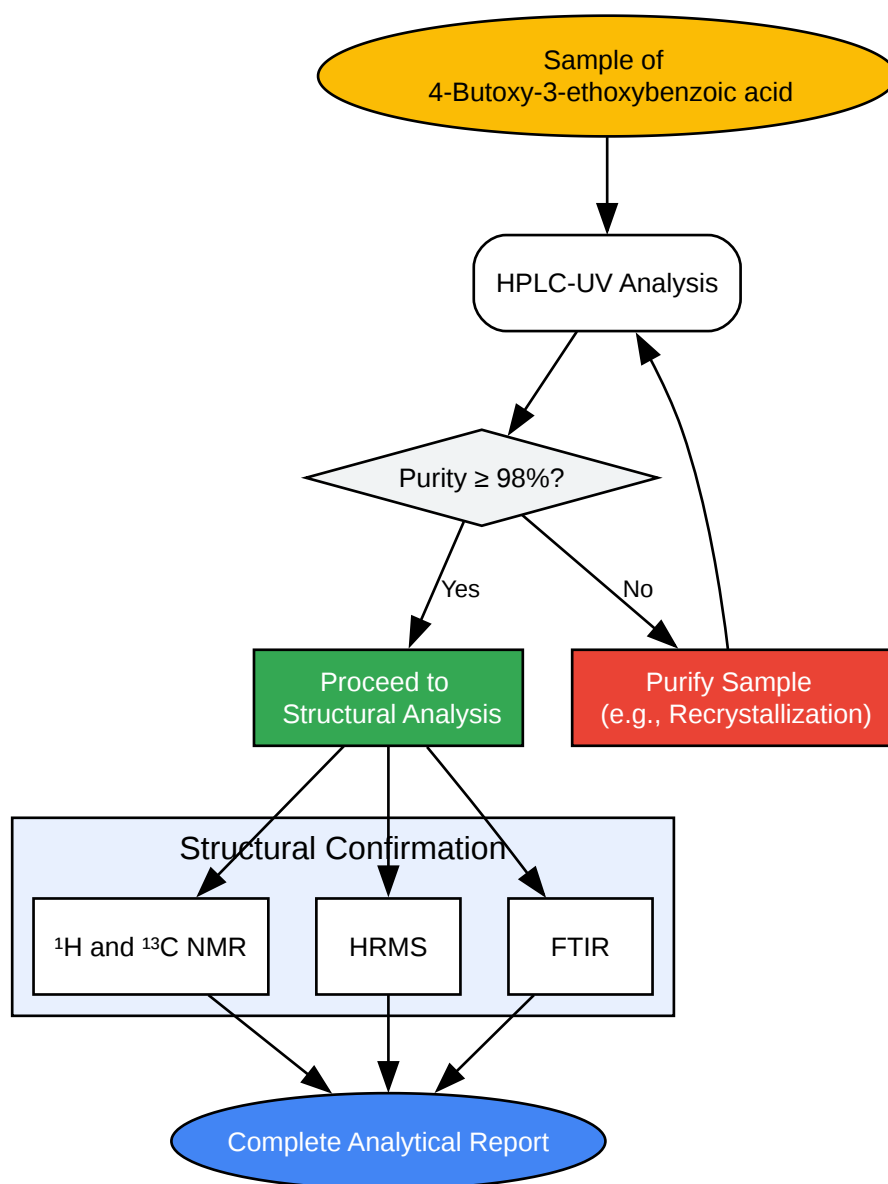 Sample of
4-Butoxy-3-ethoxybenzoic acid
HPLC-UV Analysis
Purity ≥ 98%?
Yes
No
Proceed to
Structural Analysis
Purify Sample
(e.g., Recrystallization)
Structural Confirmation
¹H and ¹³C NMR
HRMS
FTIR
Complete Analytical Report